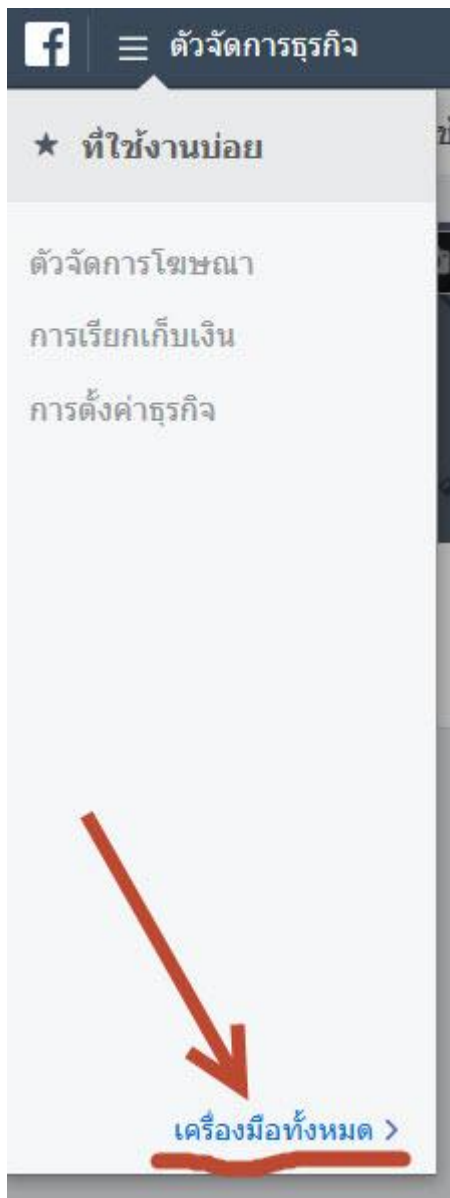 ตัวจัดการธุรกิจ
ที่ใช้งานบ่อย
ตัวจัดการโฆษณา
การเรียกเก็บเงิน
การตั้งค่าธุรกิจ
เครื่องมือทั้งหมด >